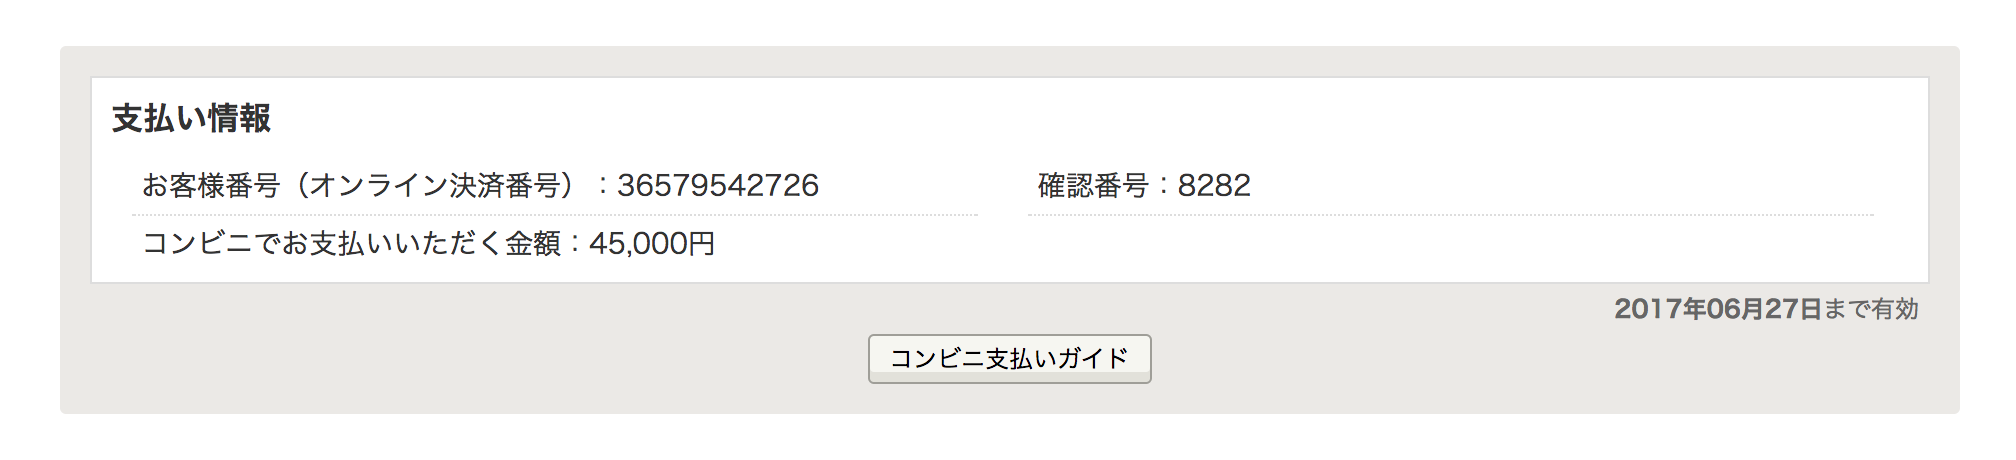 支払い情報
お客様番号（オンライン決済番号）：36579542726
確認番号：8282
コンビニでお支払いいただく金額：45,000円
2017年06月27日まで有効
コンビニ支払いガイド